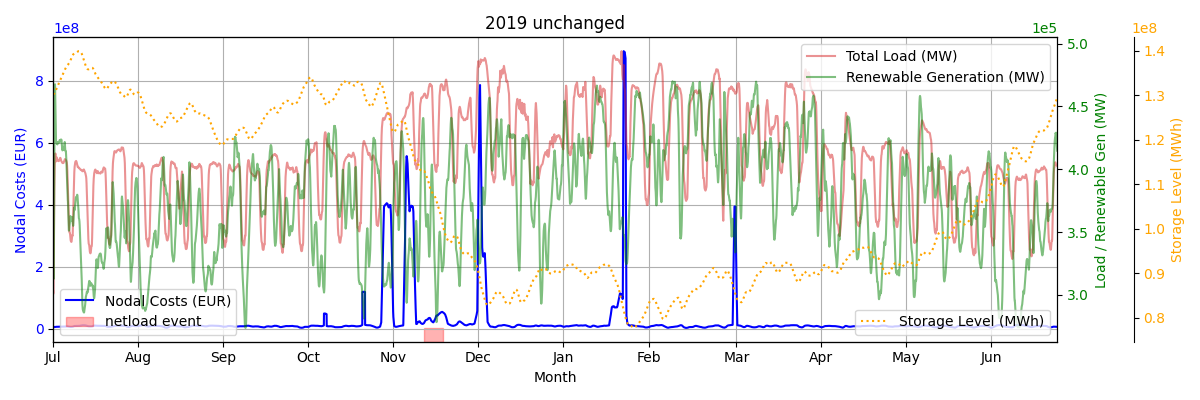 2019 unchanged
1e8
1e5
1e8
Nodal Costs (EUR)
8
6
4
2
0
Total Load (MW)
Renewable Generation (MW)
Nodal Costs (EUR)
netload event
Storage Level (MWh)
5.0
4.5
4.0
3.5
3.0
Load / Renewable Gen (MW)
1.4
1.3
1.2
1.1
1.0
0.9
0.8
Storage Level (MWh)
Jul Aug Sep Oct Nov Dec Jan Feb Mar Apr May Jun
Month